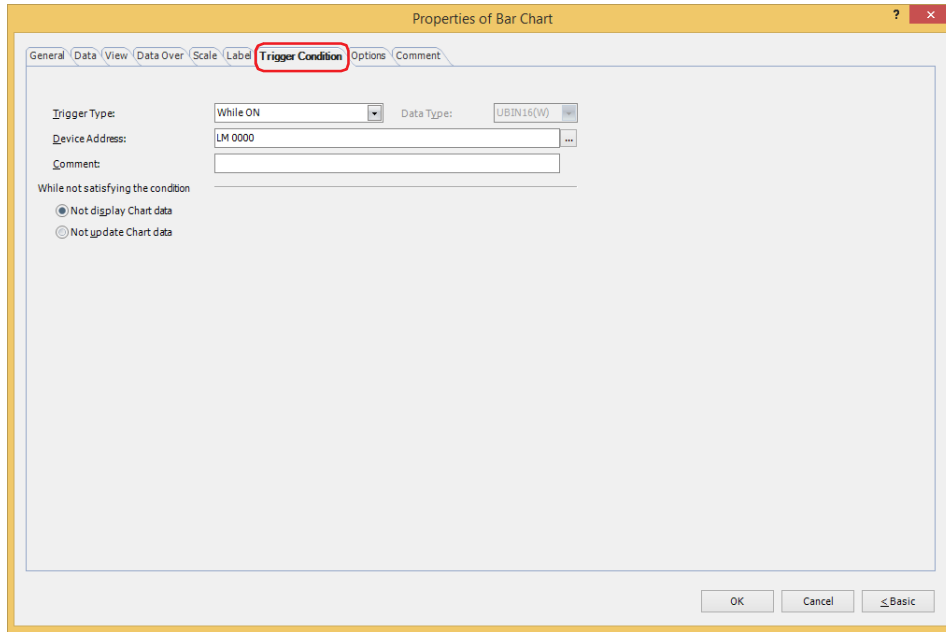 Properties of Bar Chart ? ×
General Data View Data Over Scale Label Trigger Condition Options Comment
Trigger Type: While ON Data Type: UBIN16(W)
Device Address: LM 0000 ...
Comment:
While not satisfying the condition
Not display Chart data
Not update Chart data
OK Cancel < Basic